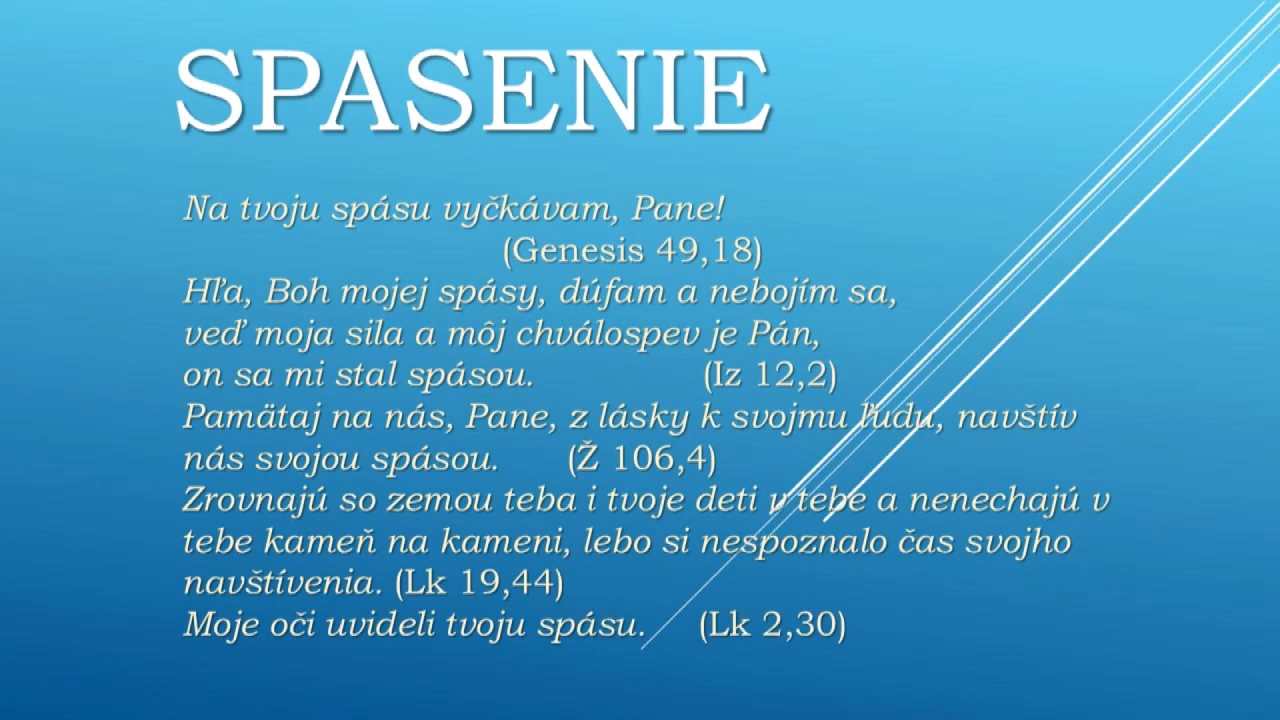 SPASENIE
Na tvoju spásu vyčkávam, Pane!
(Genesis 49,18)
Hľa, Boh mojej spásy, dúfam a nebojím sa,
veď moja sila a môj chválospev je Pán,
on sa mi stal spásou. (Iz 12,2)
Pamätaj na nás, Pane, z lásky k svojmu ľudu, navštív
nás svojou spásou. (Ž 106,4)
Zrovnajú so zemou teba i tvoje deti v tebe a nenechajú v
tebe kameň na kameni, lebo si nespoznalo čas svojho
navštívenia. (Lk 19,44)
Moje oči uvideli tvoju spásu. (Lk 2,30)